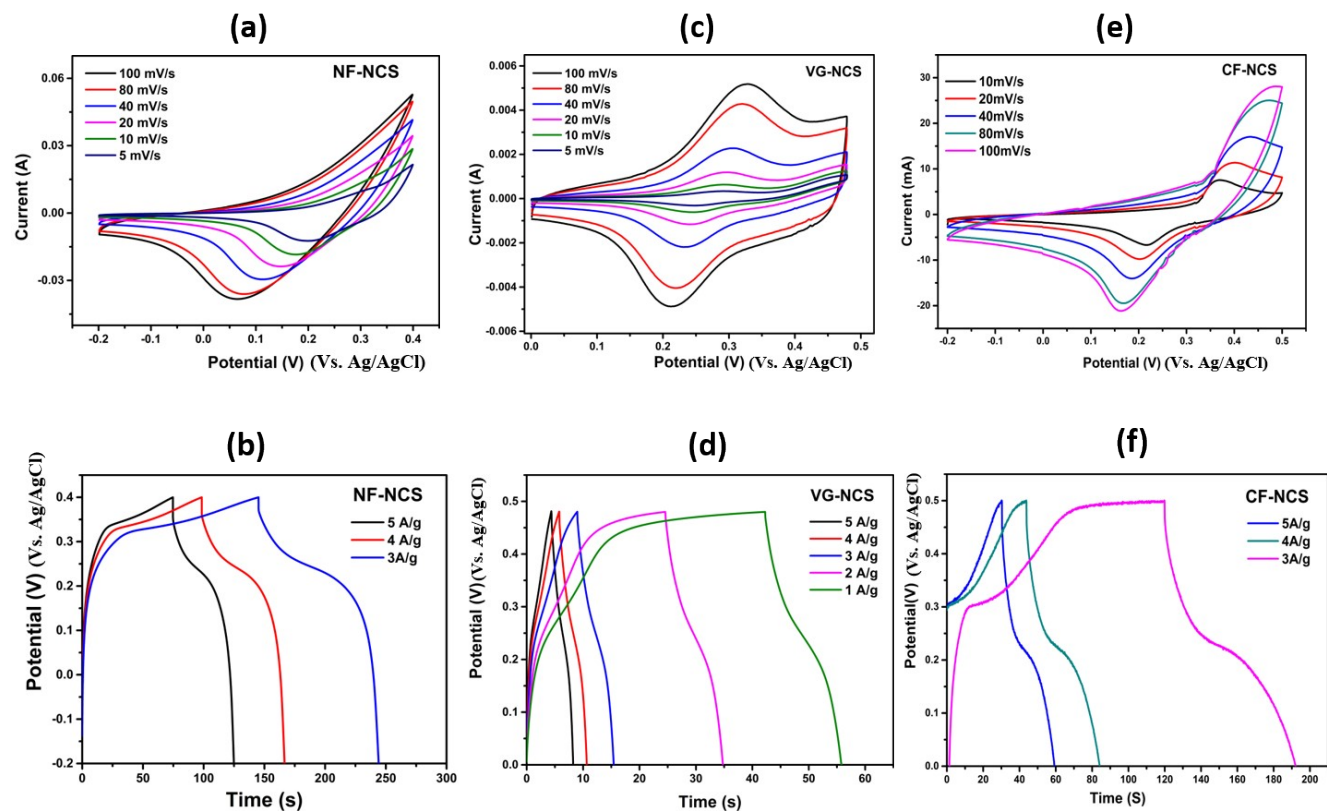 (a)
NF-NCS
100 mV/s
80 mV/s
40 mV/s
20 mV/s
10 mV/s
5 mV/s
0.06
0.03
0.00
-0.03
Current (A)
-0.2 -0.1 0.0 0.1 0.2 0.3 0.4
Potential (V) (Vs. Ag/AgCl)
(c)
VG-NCS
100 mV/s
80 mV/s
40 mV/s
20 mV/s
10 mV/s
5 mV/s
0.006
0.004
0.002
0.000
-0.002
-0.004
-0.006
Current (A)
0.0 0.1 0.2 0.3 0.4 0.5
Potential (V) (Vs. Ag/AgCl)
(e)
CF-NCS
10mV/s
20mV/s
40mV/s
80mV/s
100mV/s
30
20
10
0
-10
-20
Current (mA)
-0.2 -0.1 0.0 0.1 0.2 0.3 0.4 0.5
Potential (V) (Vs. Ag/AgCl)
(b)
NF-NCS
5 A/g
4 A/g
3A/g
0.4
0.3
0.2
0.1
0.0
-0.1
-0.2
Potential (V) (Vs. Ag/AgCl)
0 50 100 150 200 250 300
Time (s)
(d)
VG-NCS
5 A/g
4 A/g
3 A/g
2 A/g
1 A/g
0.5
0.4
0.3
0.2
0.1
0.0
Potential (V)(Vs. Ag/AgCl)
0 10 20 30 40 50 60
Time (s)
(f)
CF-NCS
5A/g
4A/g
3A/g
0.5
0.4
0.3
0.2
0.1
0.0
Potential(V) (Vs. Ag/AgCl)
0 20 40 60 80 100 120 140 160 180 200
Time (S)